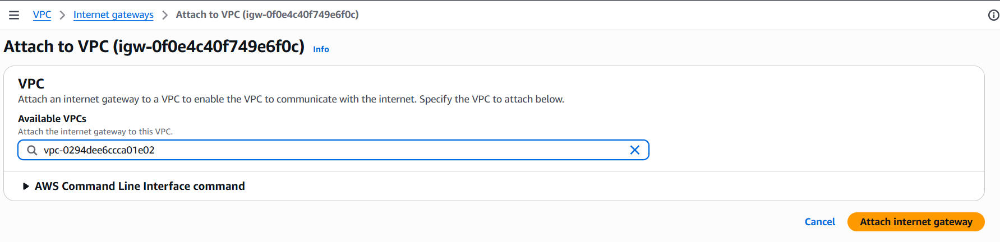 VPC > Internet gateways > Attach to VPC (igw-0f0e4c40f749e6f0c)
Attach to VPC (igw-0f0e4c40f749e6f0c) Info
VPC
Attach an internet gateway to a VPC to enable the VPC to communicate with the internet. Specify the VPC to attach below.
Available VPCs
Attach the internet gateway to this VPC.
vpc-0294dee6ccca01e02
AWS Command Line Interface command
Cancel Attach internet gateway